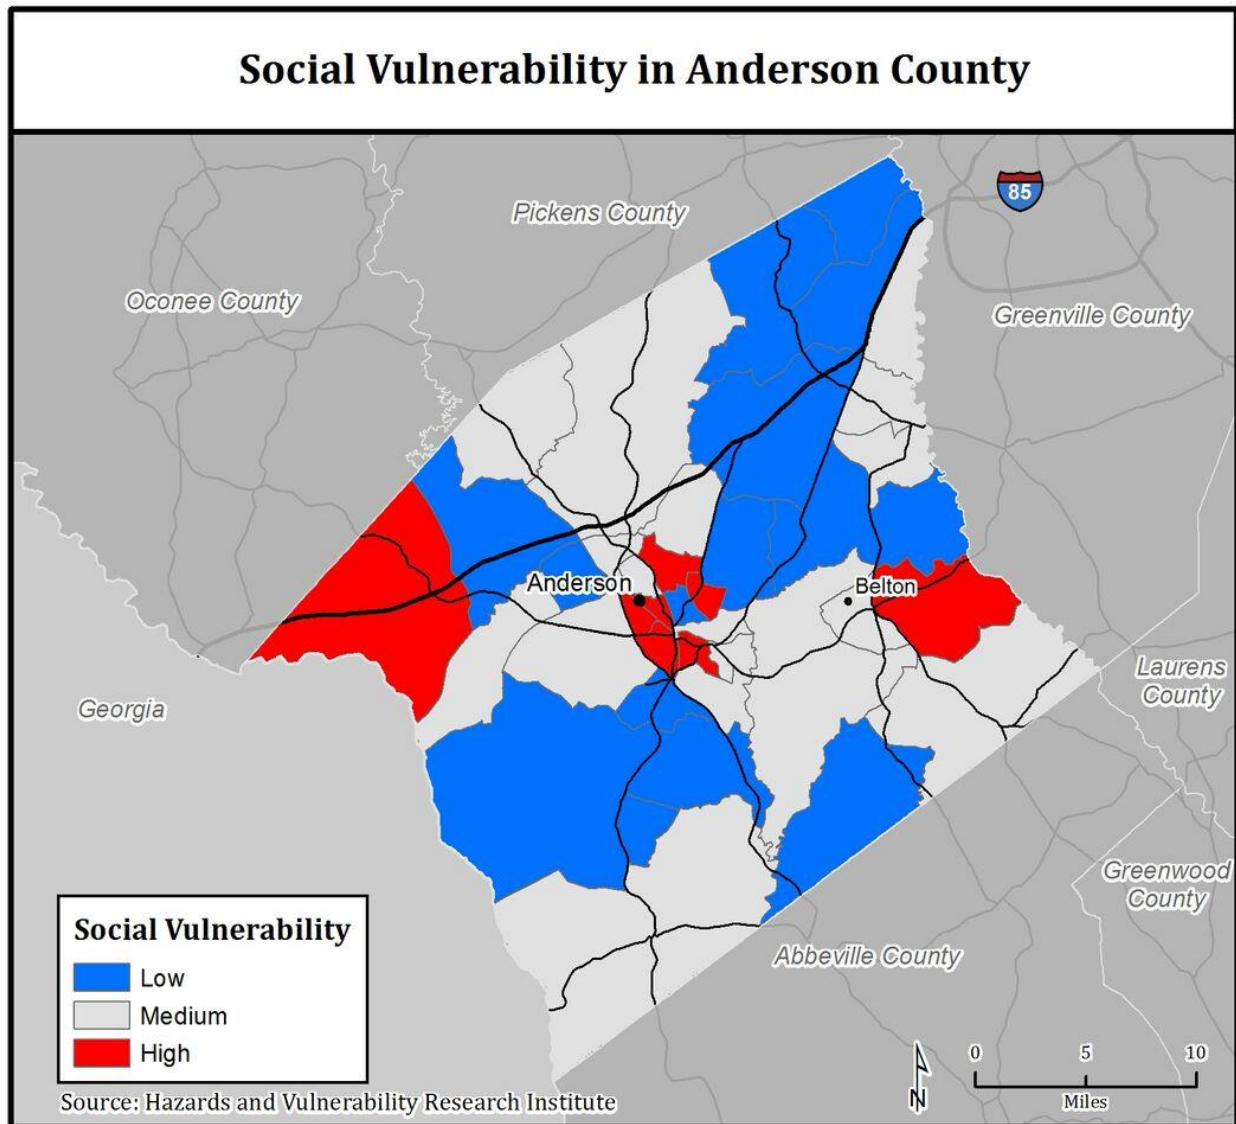 Social Vulnerability in Anderson County
85
Pickens County
Oconee County
Greenville County
Anderson
Belton
Laurens
County
Georgia
Greenwood
County
Abbeville County
Social Vulnerability
Low
Medium
High
N
0 5 10
Miles
Source: Hazards and Vulnerability Research Institute